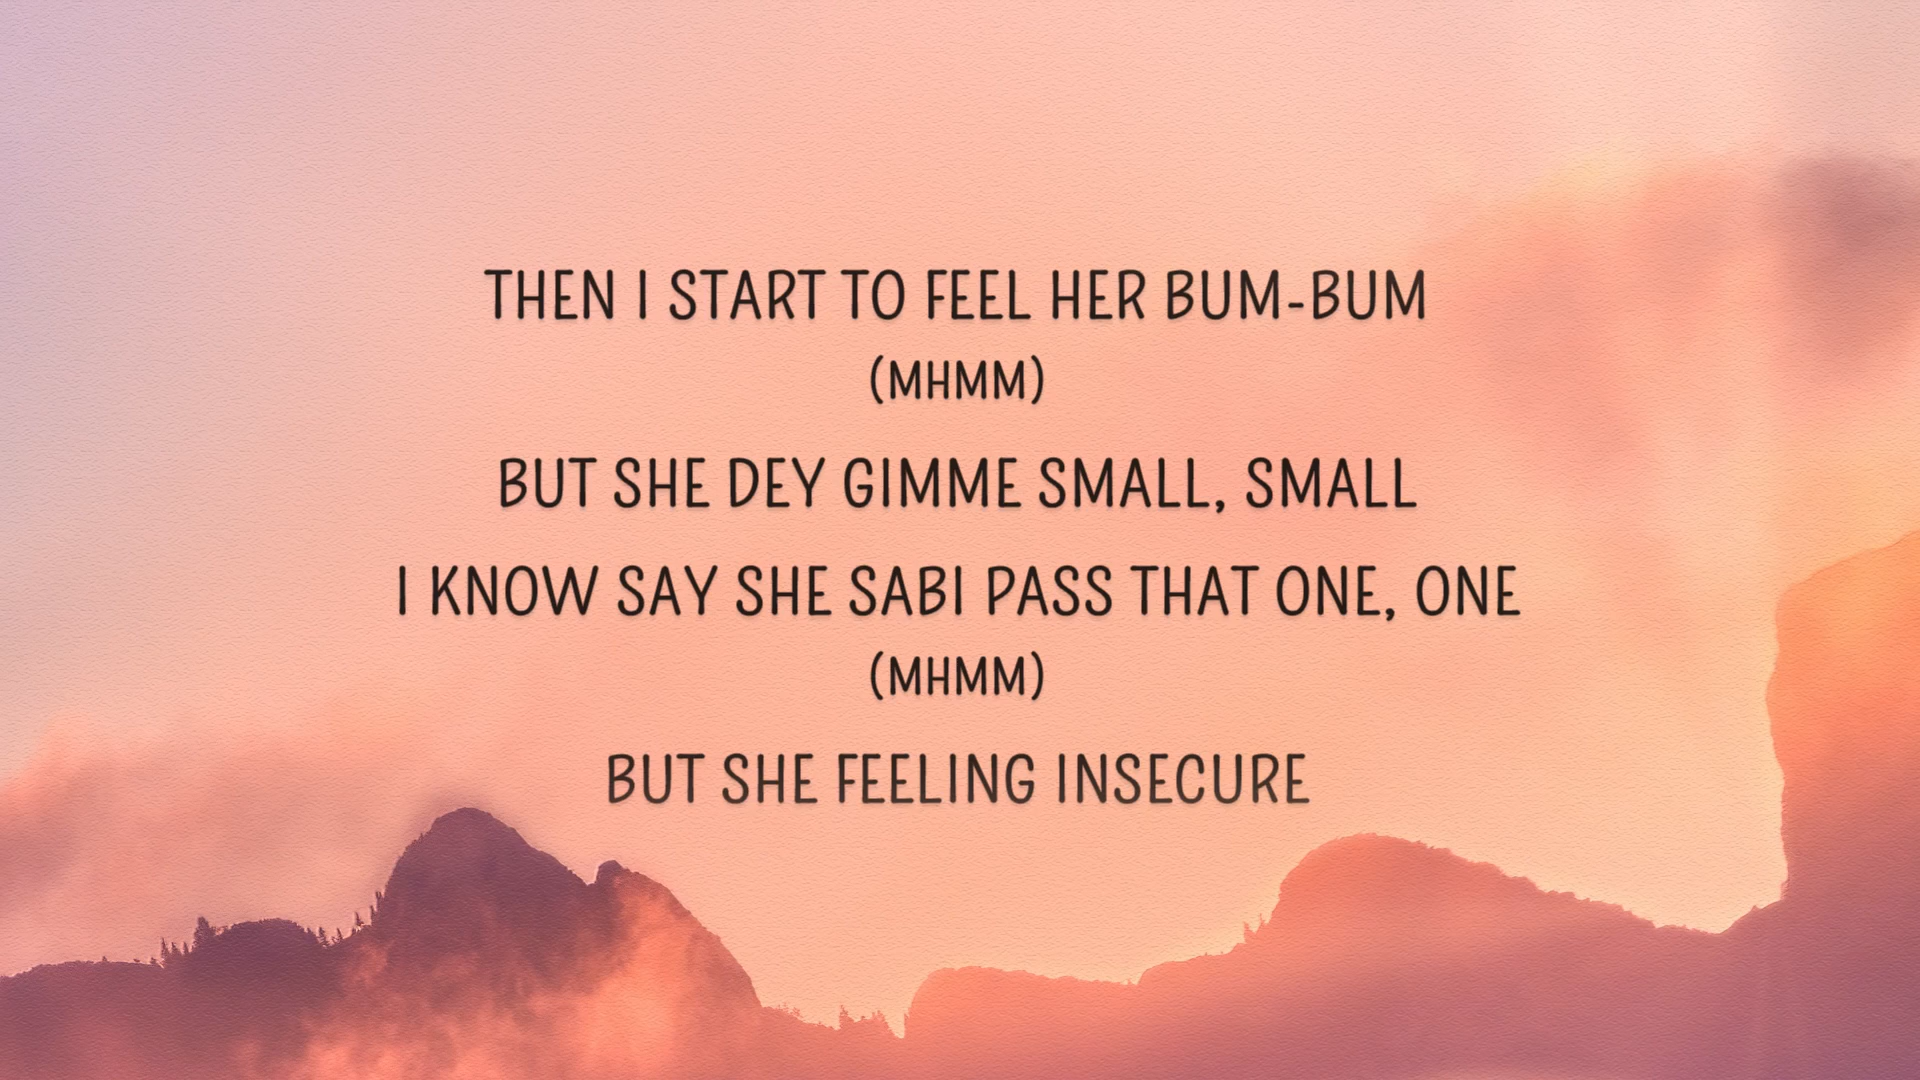 THEN I START TO FEEL HER BUM-BUM
(MHMM)
BUT SHE DEY GIMME SMALL, SMALL
I KNOW SAY SHE SABI PASS THAT ONE, ONE
(MHMM)
BUT SHE FEELING INSECURE